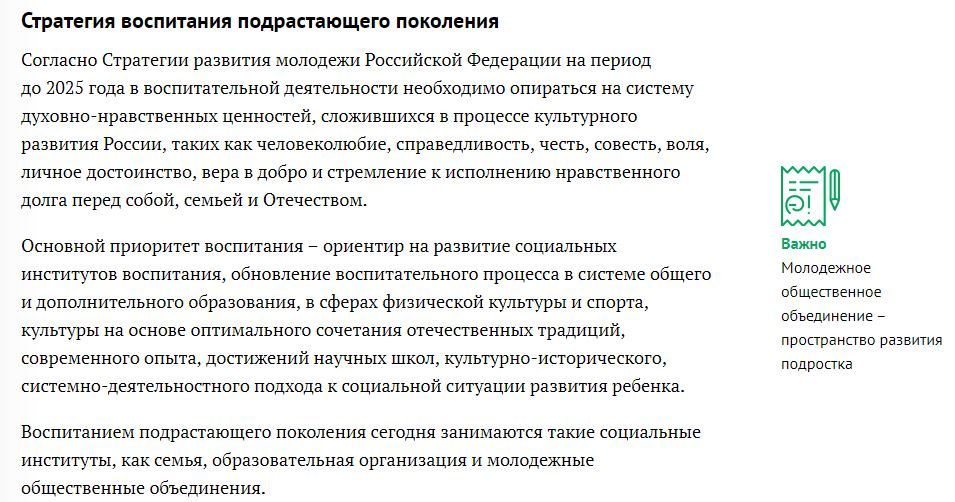 Стратегия воспитания подрастающего поколения
Согласно Стратегии развития молодежи Российской Федерации на период
до 2025 года в воспитательной деятельности необходимо опираться на систему
духовно-нравственных ценностей, сложившихся в процессе культурного
развития России, таких как человеколюбие, справедливость, честь, совесть, воля,
личное достоинство, вера в добро и стремление к исполнению нравственного
долга перед собой, семьей и Отечеством.
Основной приоритет воспитания – ориентир на развитие социальных
институтов воспитания, обновление воспитательного процесса в системе общего
и дополнительного образования, в сферах физической культуры и спорта,
культуры на основе оптимального сочетания отечественных традиций,
современного опыта, достижений научных школ, культурно-исторического,
системно-деятельностного подхода к социальной ситуации развития ребенка.
Воспитанием подрастающего поколения сегодня занимаются такие социальные
институты, как семья, образовательная организация и молодежные
общественные объединения.
Важно
Молодежное
общественное
объединение –
пространство развития
подростка